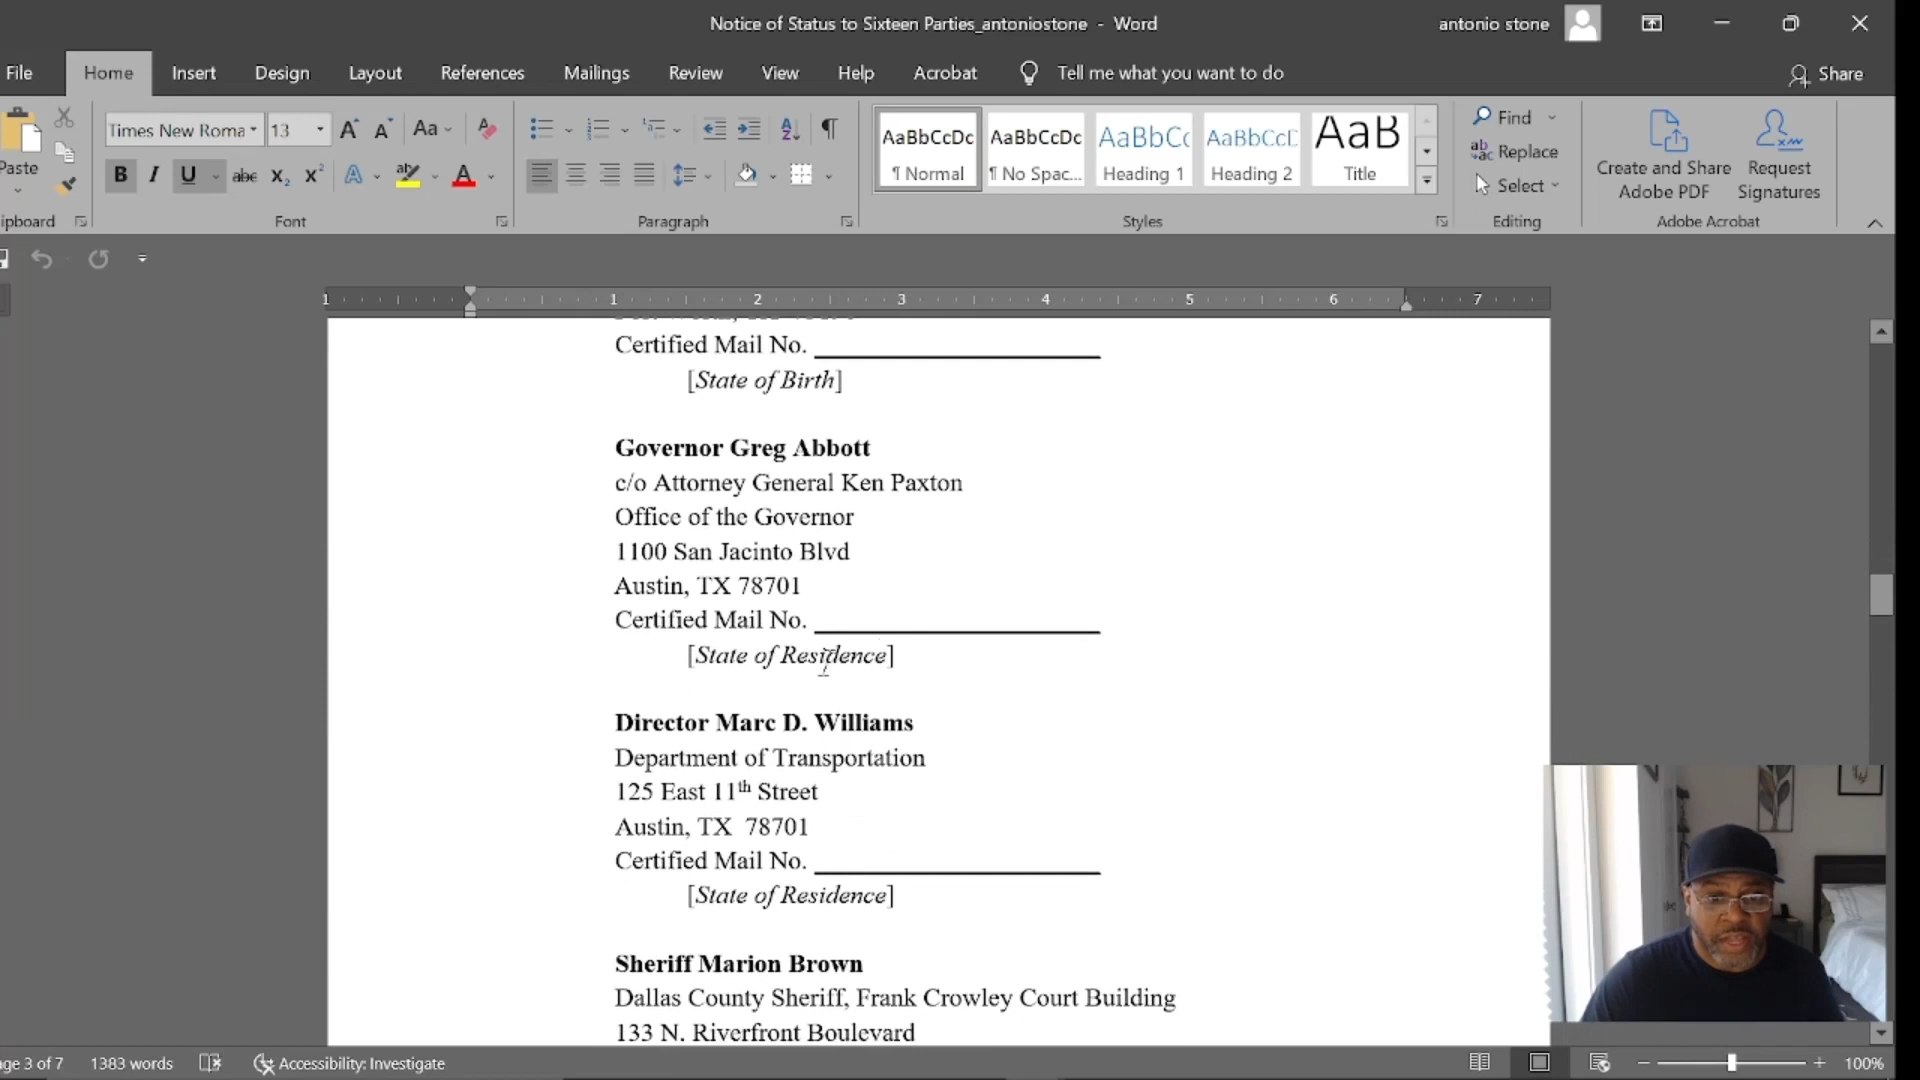 Notice of Status to Sixteen Parties_antoniostone - Word
antonio stone
File
Home
Insert
Design
Layout
References
Mailings
Review
View
Help
Acrobat
Tell me what you want to do
Share
Paste
Times New Roma
13
Aa
B I U abc X₂ X²
A
AaBbCcDc
¶ Normal
AaBbCcDc
¶ No Spac...
AaBbCc
Heading 1
Heading 2
AaB
Title
Find
Replace
Select
Create and Share
Adobe PDF
Request
Signatures
ipboard
Font
Paragraph
Styles
Editing
Adobe Acrobat
1 1 2 3 4 5 6 7
Certified Mail No.
[State of Birth]
Governor Greg Abbott
c/o Attorney General Ken Paxton
Office of the Governor
1100 San Jacinto Blvd
Austin, TX 78701
Certified Mail No.
[State of Residence]
Director Marc D. Williams
Department of Transportation
125 East 11th Street
Austin, TX 78701
Certified Mail No.
[State of Residence]
Sheriff Marion Brown
Dallas County Sheriff, Frank Crowley Court Building
133 N. Riverfront Boulevard
age 3 of 7
1383 words
Accessibility: Investigate
100%